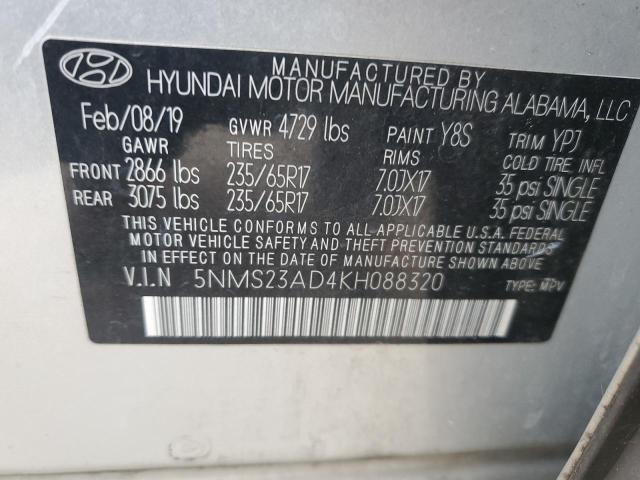 MANUFACTURED BY
HYUNDAI MOTOR MANUFACTURING ALABAMA, LLC
Feb/08/19 GVWR 4729 lbs PAINT Y8S TRIM YPJ
GAWR TIRES RIMS COLD TIRE INFL
FRONT 2866 lbs 235/65R17 7.0JX17 35 psi SINGLE
REAR 3075 lbs 235/65R17 7.0JX17 35 psi SINGLE
THIS VEHICLE CONFORMS TO ALL APPLICABLE U.S.A. FEDERAL
MOTOR VEHICLE SAFETY AND THEFT PREVENTION STANDARDS
IN EFFECT ON THE DATE OF MANUFACTURE SHOWN ABOVE
V.I.N 5NMS23AD4KH088320
TYPE: MPV